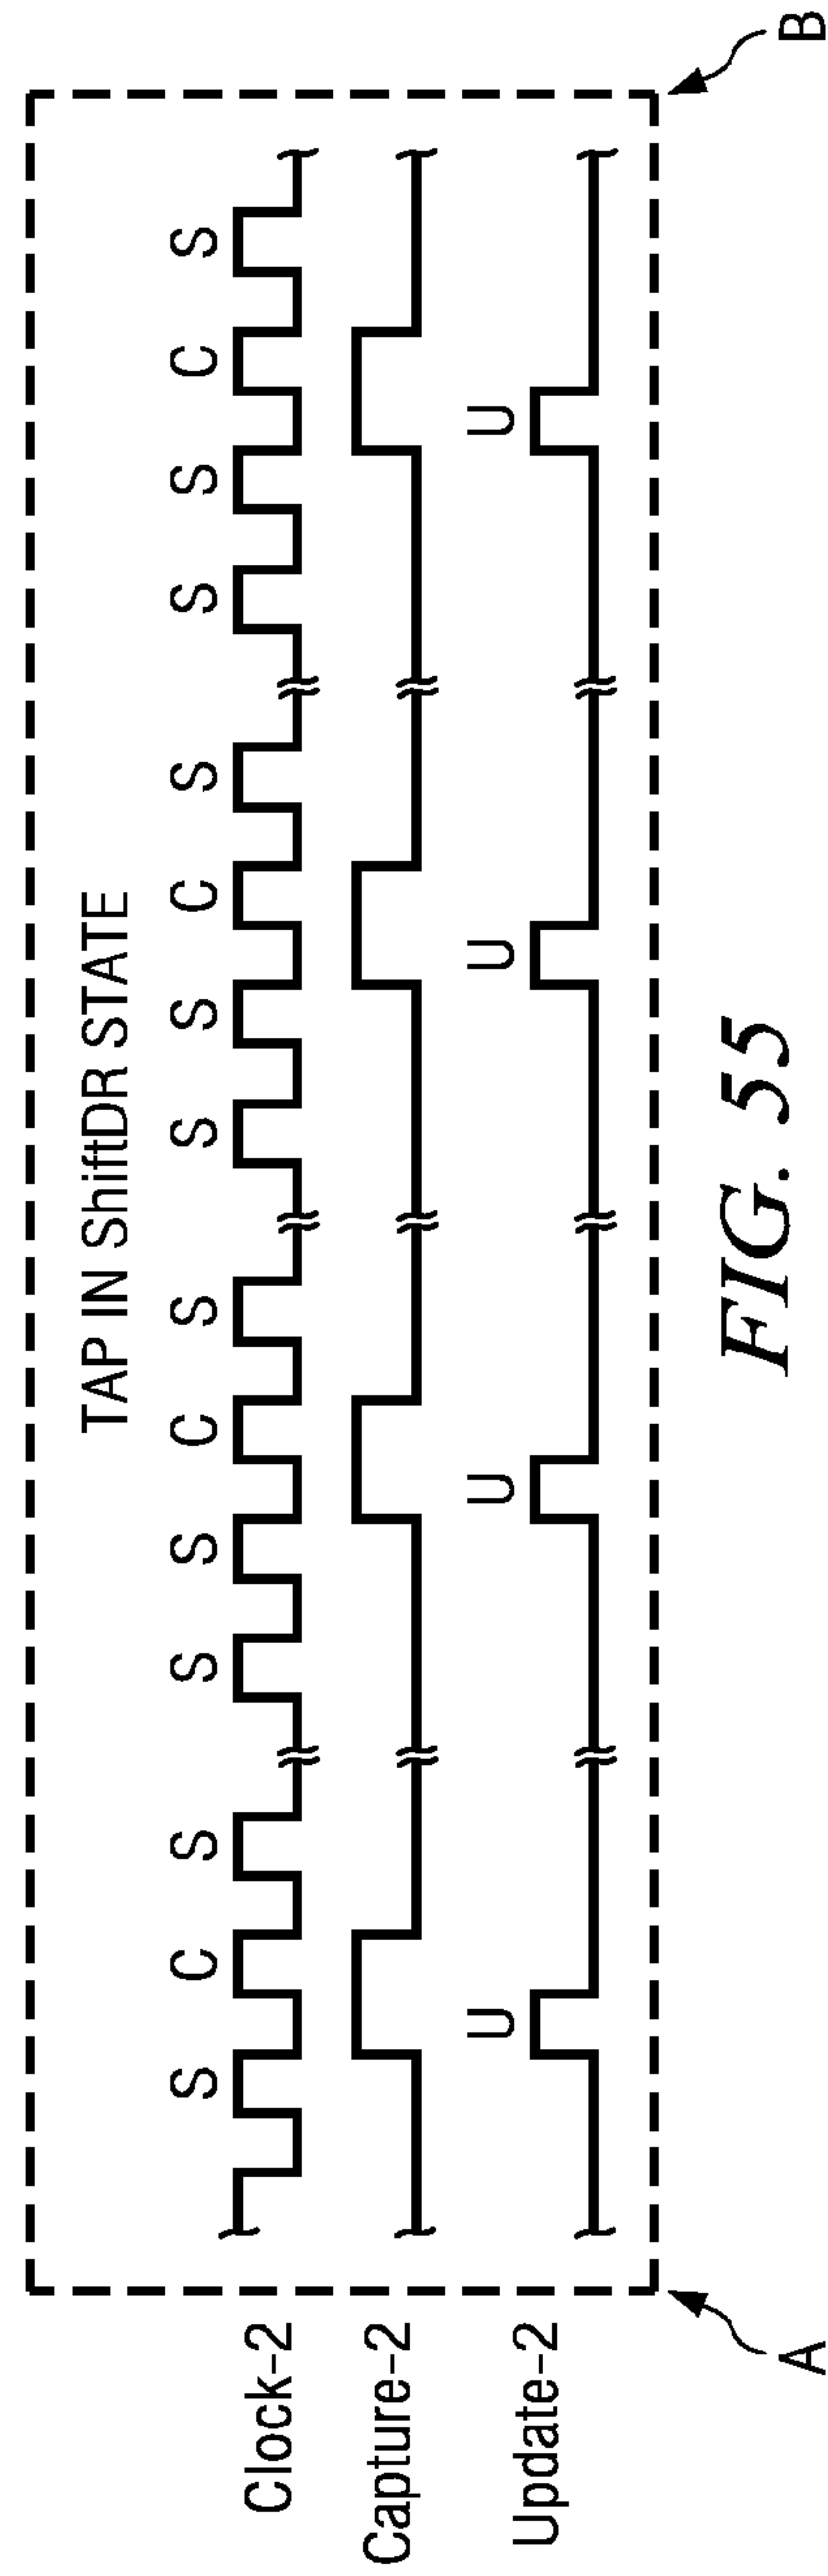 TAP IN ShiftDR STATE
S C S S S C S S S C S S S C S
Clock-2
Capture-2
U U U U
Update-2
A B
FIG. 55